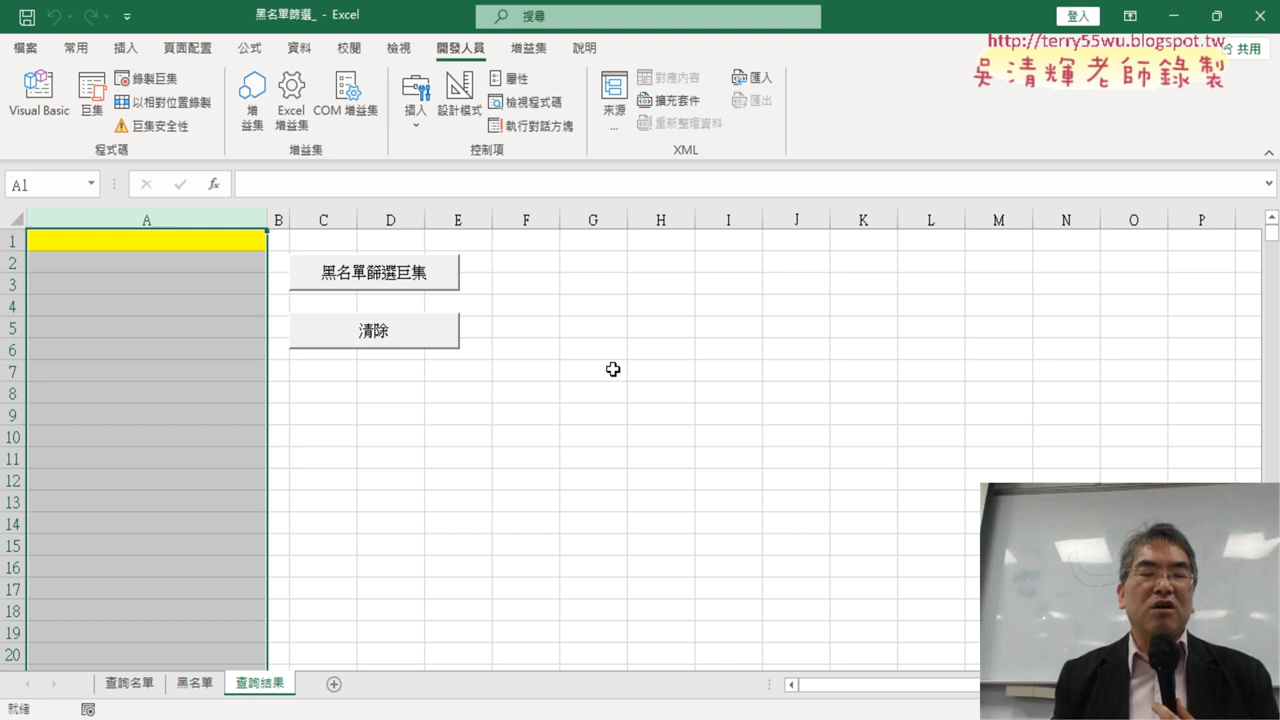 黑名單篩選_ - Excel
搜尋
登入
檔案 常用 插入 頁面配置 公式 資料 校閱 檢視 開發人員 增益集 說明
共用
http://terry55wu.blogspot.tw
吳清輝老師錄製
Visual Basic
巨集
錄製巨集
以相對位置錄製
巨集安全性
程式碼
增
益集
Excel
增益集
COM 增益集
增益集
插入
設計模式
屬性
檢視程式碼
執行對話方塊
控制項
來源
...
對應內容
擴充套件
重新整理資料
匯入
匯出
XML
A1
fx
A B C D E F G H I J K L M N O P
1
2
3
4
5
6
7
8
9
10
11
12
13
14
15
16
17
18
19
20
黑名單篩選巨集
清除
查詢名單 黑名單 查詢結果
就緒